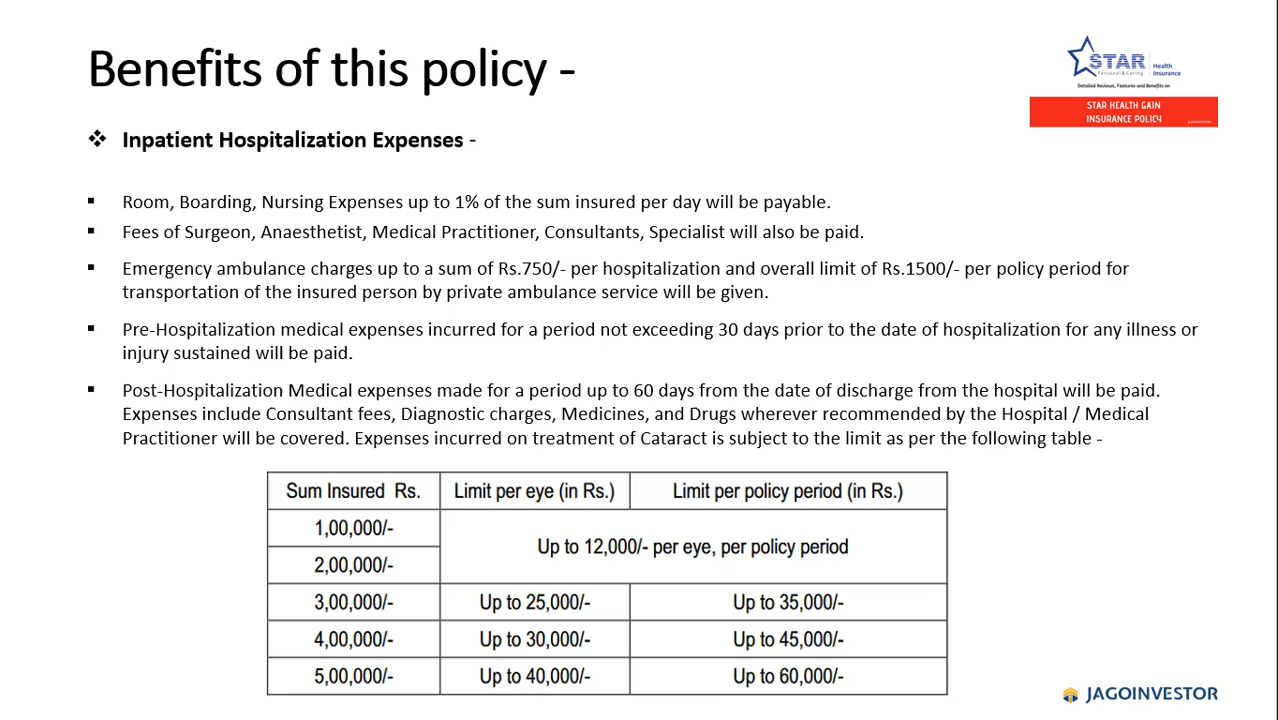 Benefits of this policy -
STAR Health
Personal & Caring Insurance
Detailed Reviews, Features and Benefits on
STAR HEALTH GAIN
INSURANCE POLICY
❖ Inpatient Hospitalization Expenses -
▪ Room, Boarding, Nursing Expenses up to 1% of the sum insured per day will be payable.
▪ Fees of Surgeon, Anaesthetist, Medical Practitioner, Consultants, Specialist will also be paid.
▪ Emergency ambulance charges up to a sum of Rs.750/- per hospitalization and overall limit of Rs.1500/- per policy period for
transportation of the insured person by private ambulance service will be given.
▪ Pre-Hospitalization medical expenses incurred for a period not exceeding 30 days prior to the date of hospitalization for any illness or
injury sustained will be paid.
▪ Post-Hospitalization Medical expenses made for a period up to 60 days from the date of discharge from the hospital will be paid.
Expenses include Consultant fees, Diagnostic charges, Medicines, and Drugs wherever recommended by the Hospital / Medical
Practitioner will be covered. Expenses incurred on treatment of Cataract is subject to the limit as per the following table -
Sum Insured Rs. Limit per eye (in Rs.) Limit per policy period (in Rs.)
1,00,000/-
Up to 12,000/- per eye, per policy period
2,00,000/-
3,00,000/- Up to 25,000/- Up to 35,000/-
4,00,000/- Up to 30,000/- Up to 45,000/-
5,00,000/- Up to 40,000/- Up to 60,000/-
JAGOINVESTOR